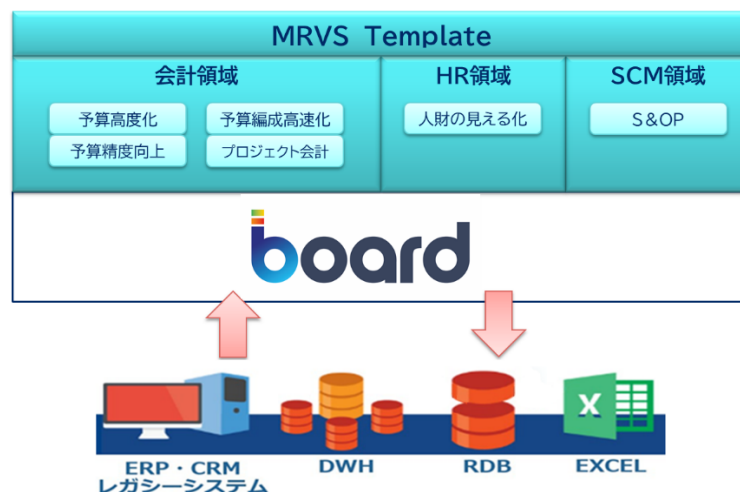 MRVS Template
会計領域
HR領域
SCM領域
予算高度化
予算編成高速化
人財の見える化
S&OP
予算精度向上
プロジェクト会計
board
X
ERP・CRM
レガシーシステム
DWH
RDB
EXCEL